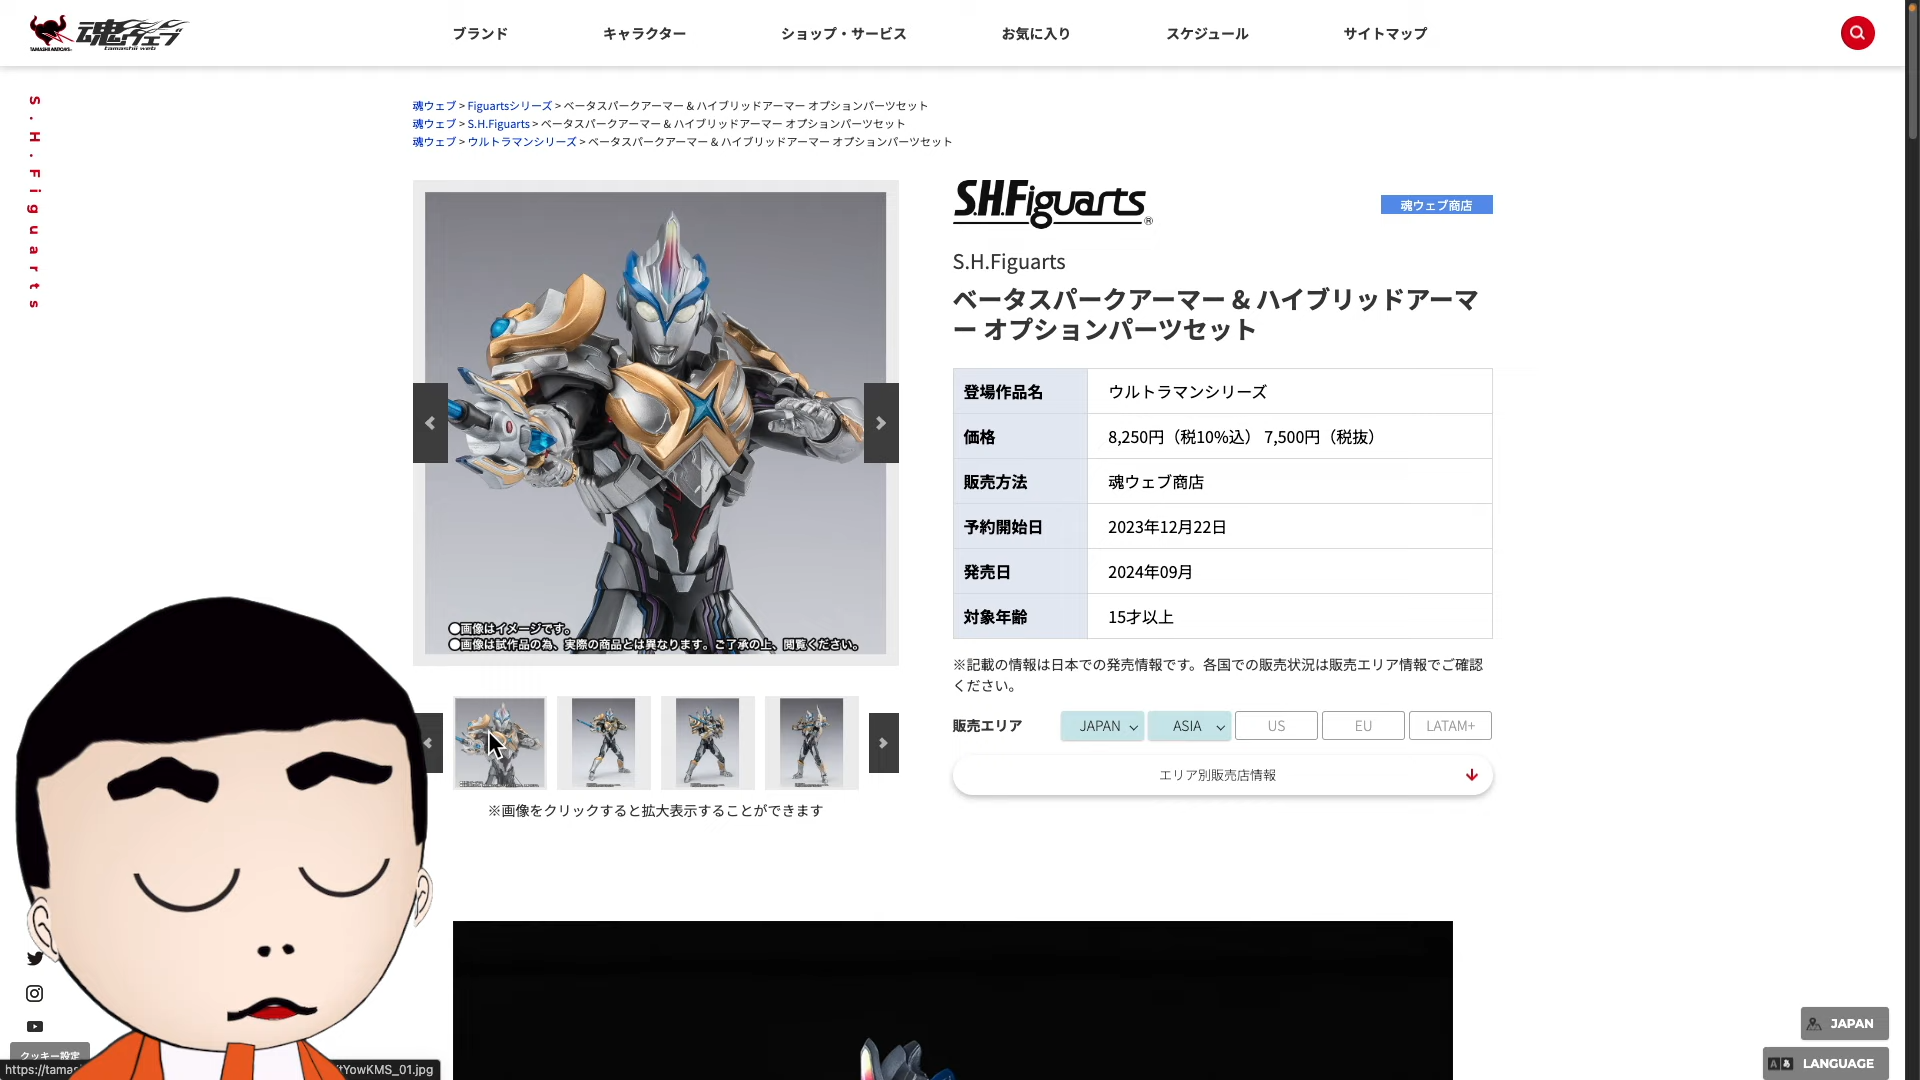 TAMASHII NATIONS
魂ウェブ
tamashii web
ブランド
キャラクター
ショップ・サービス
お気に入り
スケジュール
サイトマップ
S.H.Figuarts
魂ウェブ > Figuartsシリーズ > ベータスパークアーマー & ハイブリッドアーマー オプションパーツセット
魂ウェブ > S.H.Figuarts > ベータスパークアーマー & ハイブリッドアーマー オプションパーツセット
魂ウェブ > ウルトラマンシリーズ > ベータスパークアーマー & ハイブリッドアーマー オプションパーツセット
S.H.Figuarts®
魂ウェブ商店
S.H.Figuarts
ベータスパークアーマー & ハイブリッドアーマ
ー オプションパーツセット
登場作品名 ウルトラマンシリーズ
価格 8,250円（税10%込） 7,500円（税抜）
販売方法 魂ウェブ商店
予約開始日 2023年12月22日
発売日 2024年09月
対象年齢 15才以上
●画像はイメージです。
●画像は試作品の為、実際の商品とは異なります。ご了承の上、閲覧ください。
※記載の情報は日本での発売情報です。各国での販売状況は販売エリア情報でご確認
ください。
販売エリア JAPAN ASIA US EU LATAM+
エリア別販売店情報
※画像をクリックすると拡大表示することができます
クッキー設定
https://tamas
tYowKMS_01.jpg
JAPAN
LANGUAGE